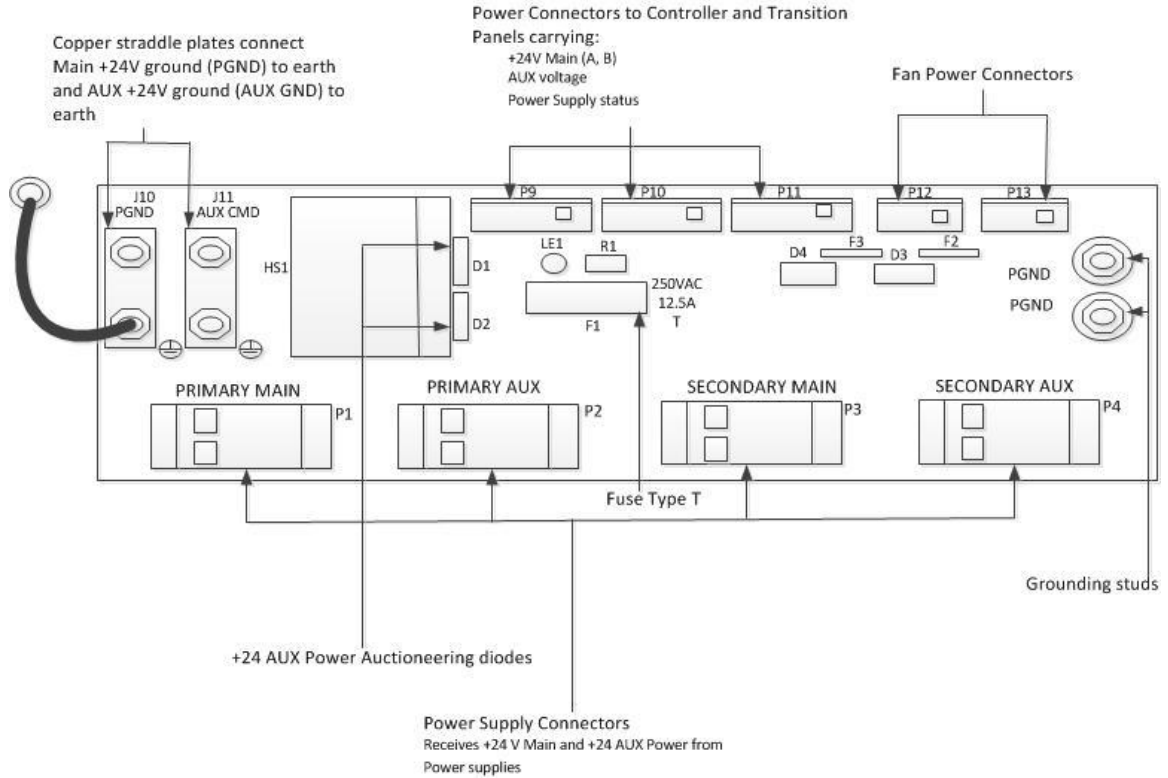 Power Connectors to Controller and Transition
Panels carrying:
+24V Main (A, B)
AUX voltage
Power Supply status
Copper straddle plates connect
Main +24V ground (PGND) to earth
and AUX +24V ground (AUX GND) to
earth
Fan Power Connectors
J10
PGND
J11
AUX CMD
HS1
D1
D2
P9
P10
P11
P12
P13
LE1
R1
F1
250VAC
12.5A
T
D4
F3
D3
F2
PGND
PGND
PRIMARY MAIN
P1
PRIMARY AUX
P2
SECONDARY MAIN
P3
SECONDARY AUX
P4
Fuse Type T
Grounding studs
+24 AUX Power Auctioneering diodes
Power Supply Connectors
Receives +24 V Main and +24 AUX Power from
Power supplies